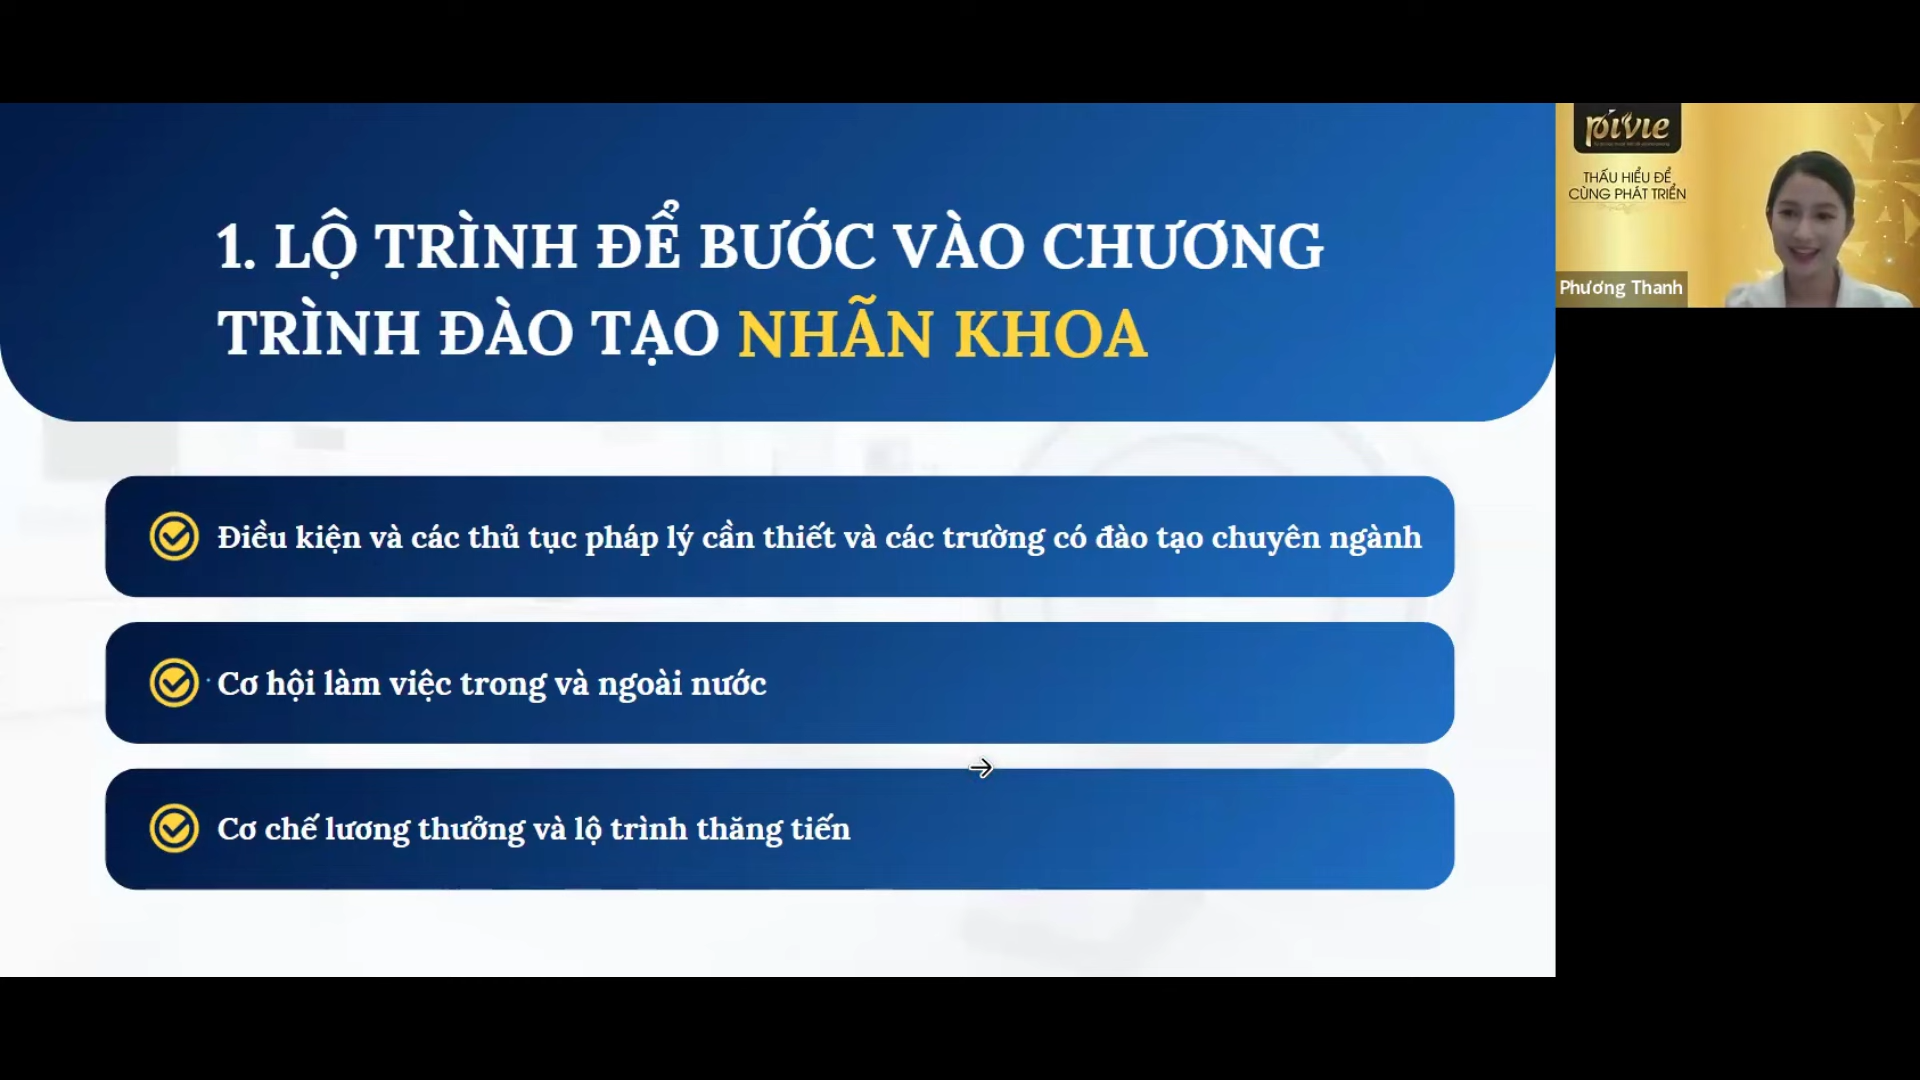 1. LỘ TRÌNH ĐỂ BƯỚC VÀO CHƯƠNG
TRÌNH ĐÀO TẠO NHÃN KHOA
Điều kiện và các thủ tục pháp lý cần thiết và các trường có đào tạo chuyên ngành
Cơ hội làm việc trong và ngoài nước
Cơ chế lương thưởng và lộ trình thăng tiến
pivie
THẤU HIỂU ĐỂ
CÙNG PHÁT TRIỂN
Phương Thanh